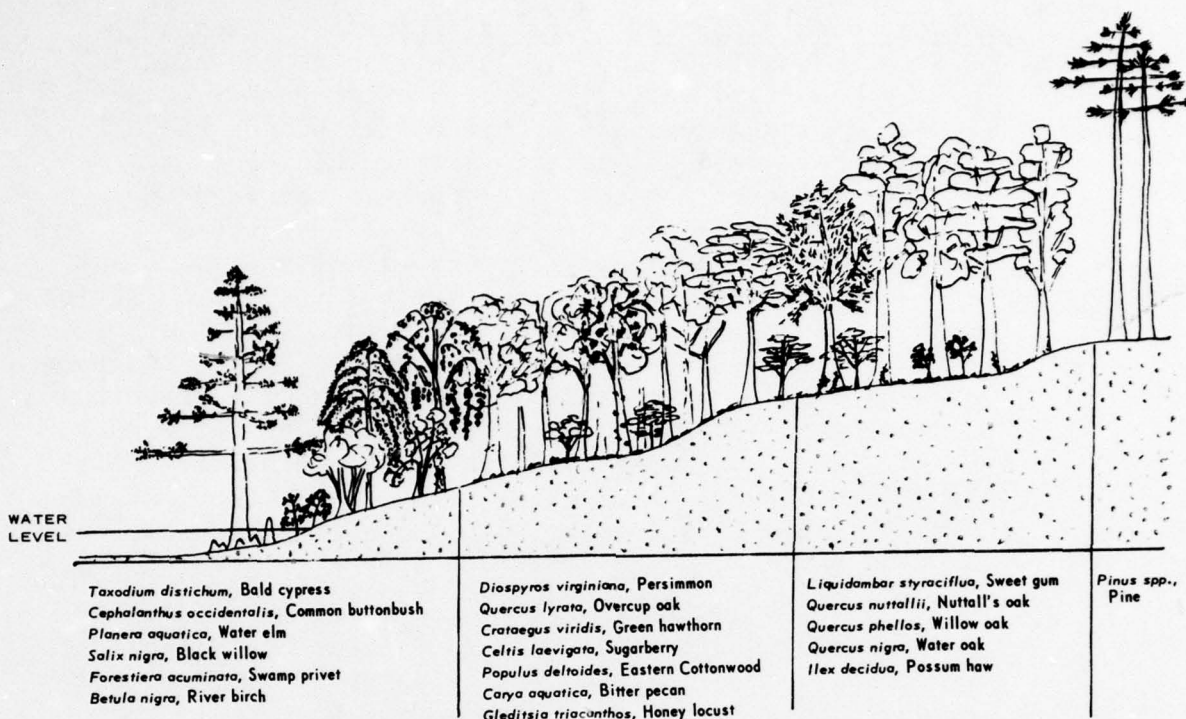 WATER
LEVEL
Taxodium distichum, Bald cypress
Cephalanthus occidentalis, Common buttonbush
Planera aquatica, Water elm
Salix nigra, Black willow
Forestiera acuminata, Swamp privet
Betula nigra, River birch
Diospyros virginiana, Persimmon
Quercus lyrata, Overcup oak
Crataegus viridis, Green hawthorn
Celtis laevigata, Sugarberry
Populus deltoides, Eastern Cottonwood
Carya aquatica, Bitter pecan
Gleditsia triacanthos, Honey locust
Liquidambar styraciflua, Sweet gum
Quercus nuttallii, Nuttall's oak
Quercus phellos, Willow oak
Quercus nigra, Water oak
Ilex decidua, Possum haw
Pinus spp.,
Pine